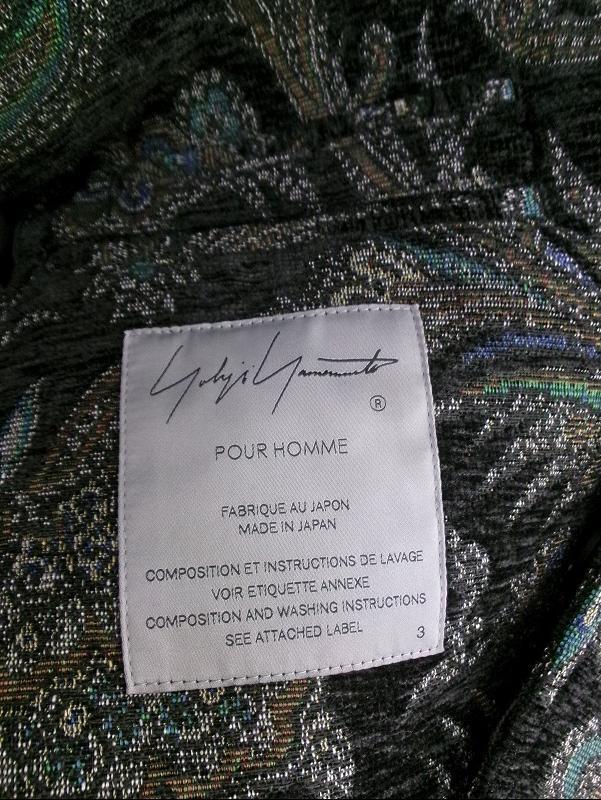 Yohji Yamamoto
®
POUR HOMME
FABRIQUE AU JAPON
MADE IN JAPAN
COMPOSITION ET INSTRUCTIONS DE LAVAGE
VOIR ETIQUETTE ANNEXE
COMPOSITION AND WASHING INSTRUCTIONS
SEE ATTACHED LABEL
3